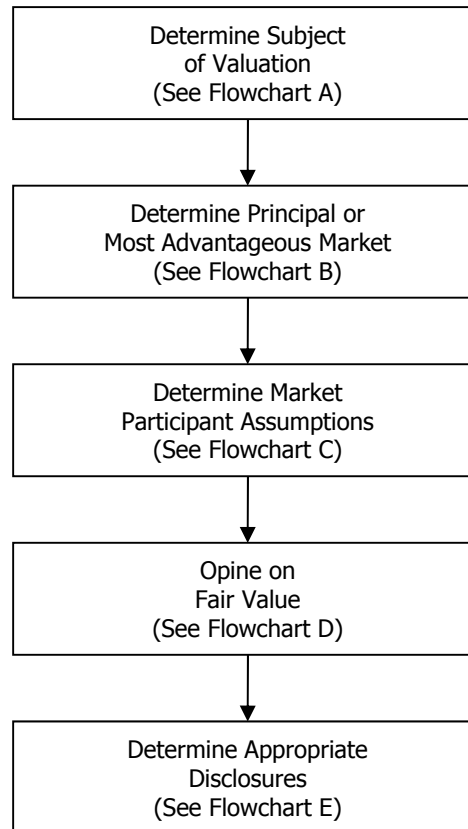 Determine Subject
of Valuation
(See Flowchart A)
Determine Principal or
Most Advantageous Market
(See Flowchart B)
Determine Market
Participant Assumptions
(See Flowchart C)
Opine on
Fair Value
(See Flowchart D)
Determine Appropriate
Disclosures
(See Flowchart E)